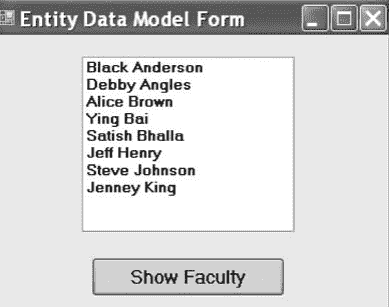 Entity Data Model Form
Black Anderson
Debby Angles
Alice Brown
Ying Bai
Satish Bhalla
Jeff Henry
Steve Johnson
Jenney King
Show Faculty